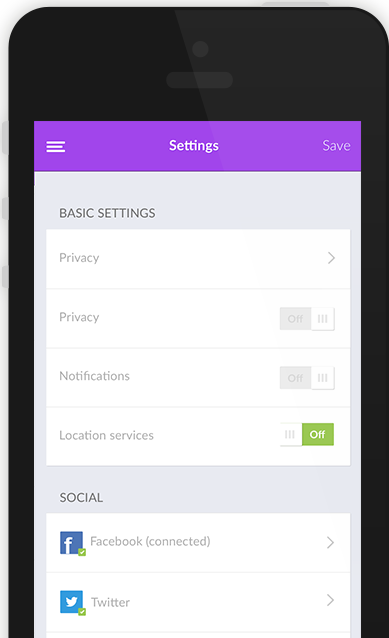 Settings
Save
BASIC SETTINGS
Privacy
Privacy
Off
Notifications
Off
Location services
Off
SOCIAL
f
Facebook (connected)
Twitter